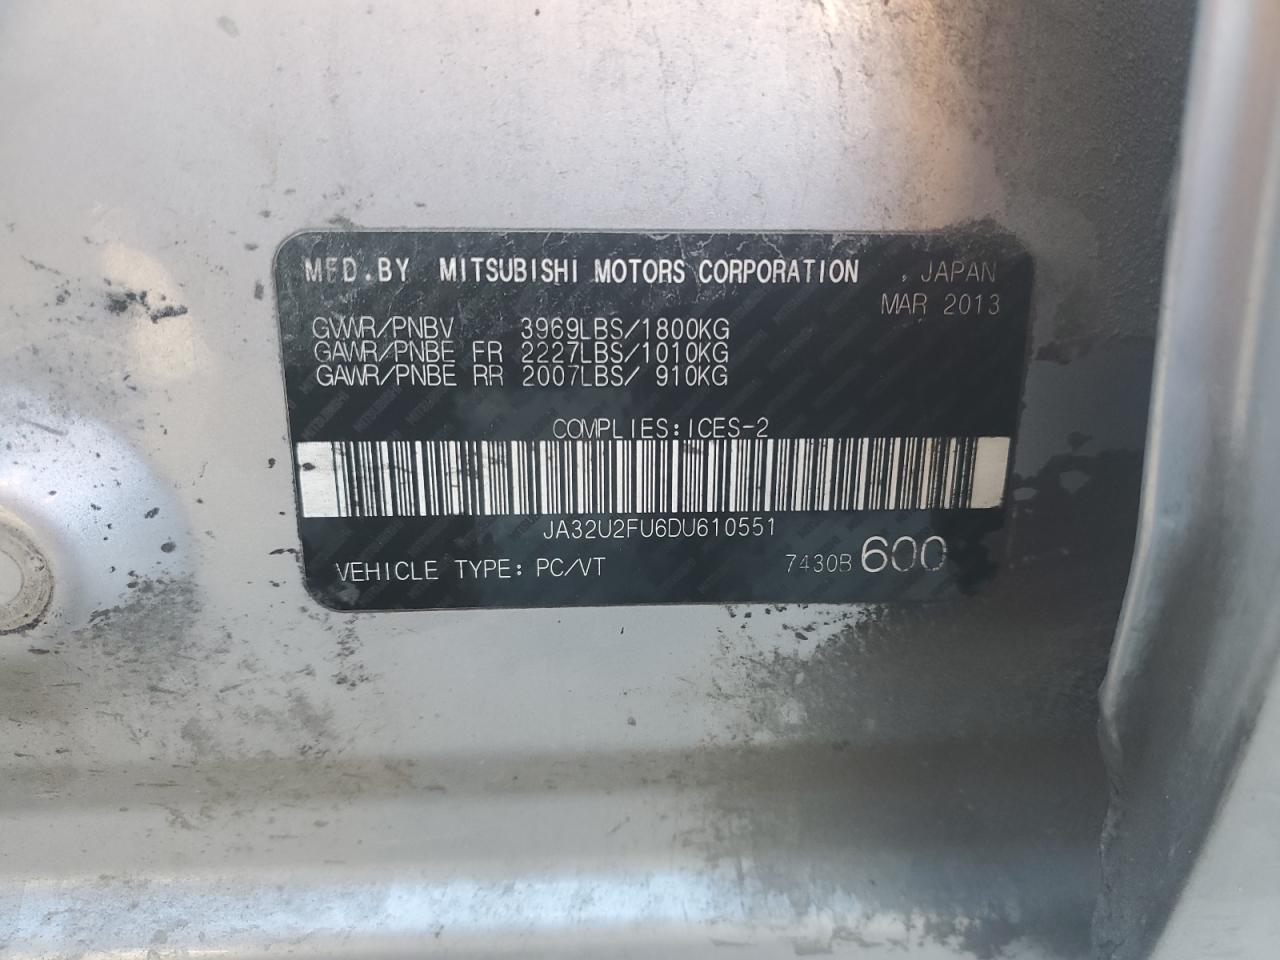 MFD.BY MITSUBISHI MOTORS CORPORATION , JAPAN
MAR 2013
GVWR/PNBV 3969LBS/1800KG
GAWR/PNBE FR 2227LBS/1010KG
GAWR/PNBE RR 2007LBS/ 910KG
COMPLIES:ICES-2
JA32U2FU6DU610551
VEHICLE TYPE: PC/VT 7430B 600